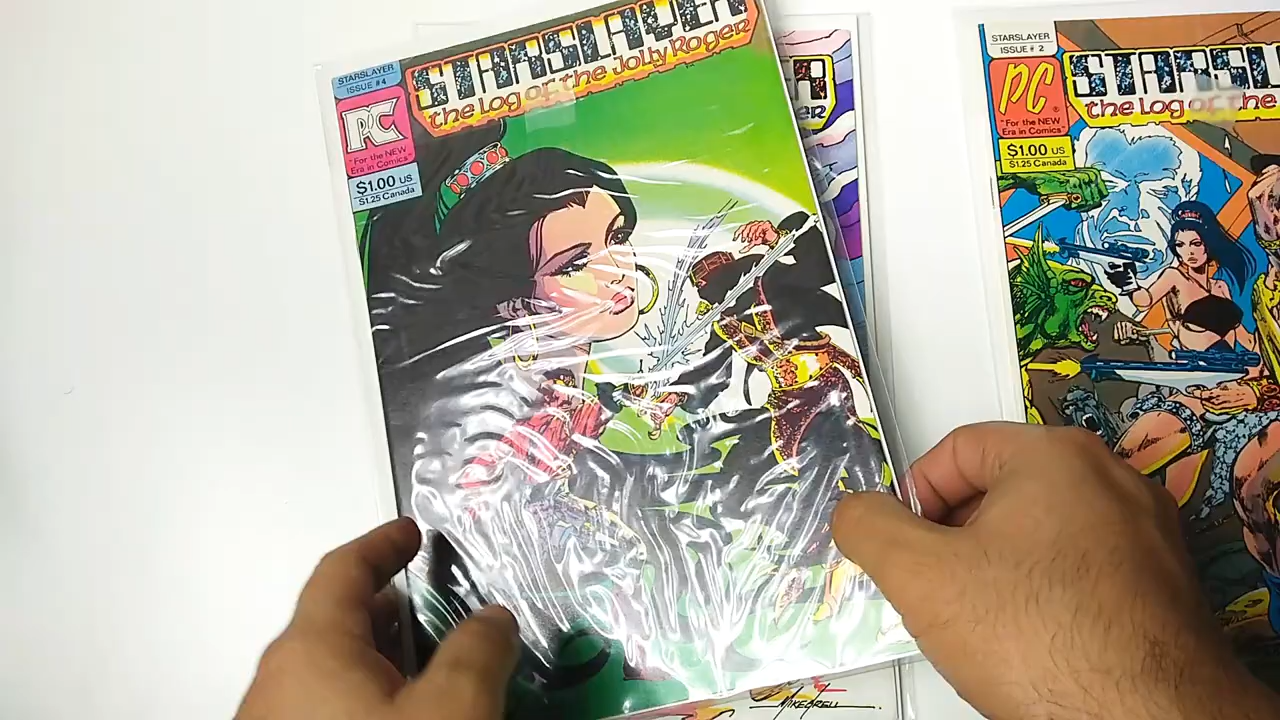 STARSLAYER
the Log of the Jolly Roger
STARSLAYER
ISSUE #4
PC
"For the NEW
Era in Comics"
$1.00 US
$1.25 Canada
STARSLAYER
ISSUE # 2
PC
"For the NEW
Era in Comics"
$1.00 US
$1.25 Canada
the Log of the
MIKE GRELL